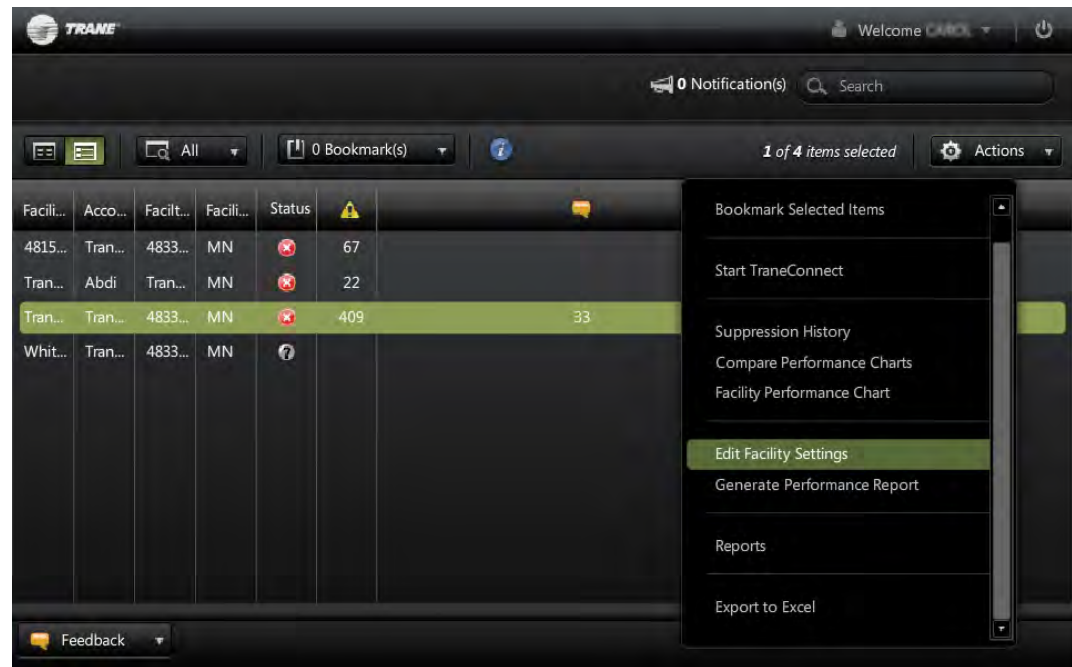 TRANE
Welcome
0 Notification(s)
Search
All
0 Bookmark(s)
1 of 4 items selected
Actions
Facili... Acco... Facilt... Facili... Status
4815... Tran... 4833... MN 67
Tran... Abdi Tran... MN 22
Tran... Tran... 4833... MN 409 33
Whit... Tran... 4833... MN ?
Bookmark Selected Items
Start TraneConnect
Suppression History
Compare Performance Charts
Facility Performance Chart
Edit Facility Settings
Generate Performance Report
Reports
Export to Excel
Feedback